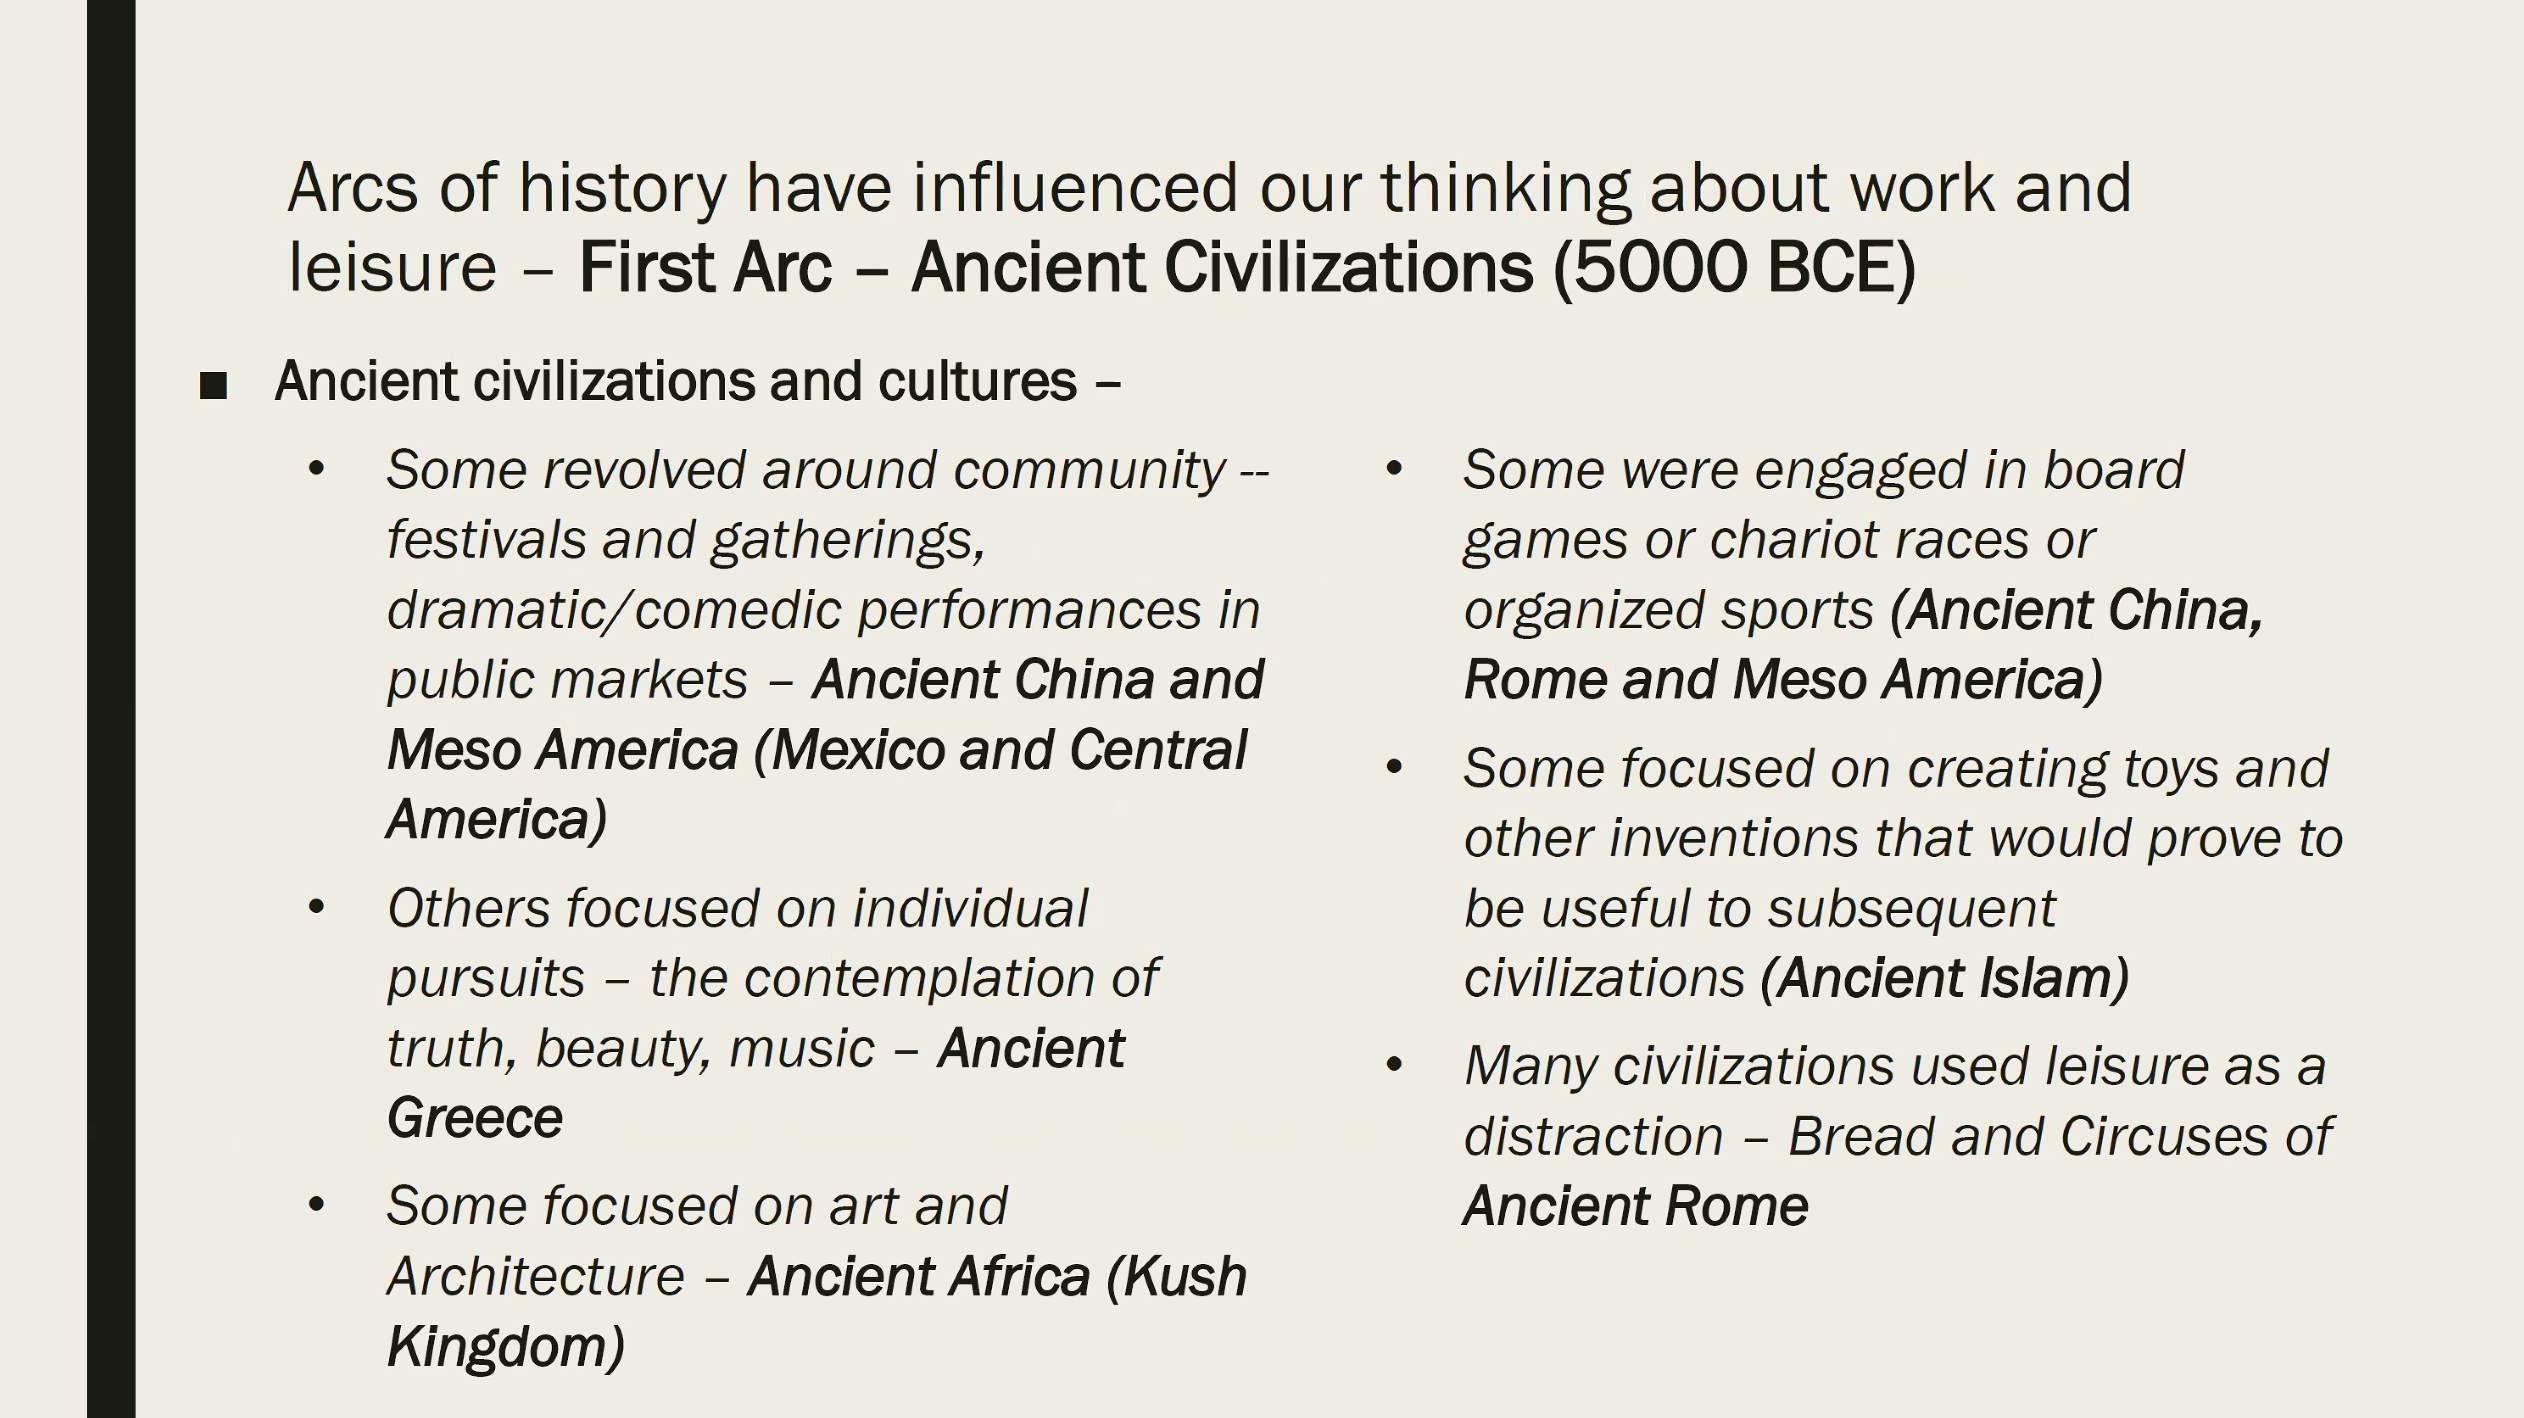 Arcs of history have influenced our thinking about work and
leisure – First Arc – Ancient Civilizations (5000 BCE)
■ Ancient civilizations and cultures –
• Some revolved around community --
festivals and gatherings,
dramatic/comedic performances in
public markets – Ancient China and
Meso America (Mexico and Central
America)
• Others focused on individual
pursuits – the contemplation of
truth, beauty, music – Ancient
Greece
• Some focused on art and
Architecture – Ancient Africa (Kush
Kingdom)
• Some were engaged in board
games or chariot races or
organized sports (Ancient China,
Rome and Meso America)
• Some focused on creating toys and
other inventions that would prove to
be useful to subsequent
civilizations (Ancient Islam)
• Many civilizations used leisure as a
distraction – Bread and Circuses of
Ancient Rome